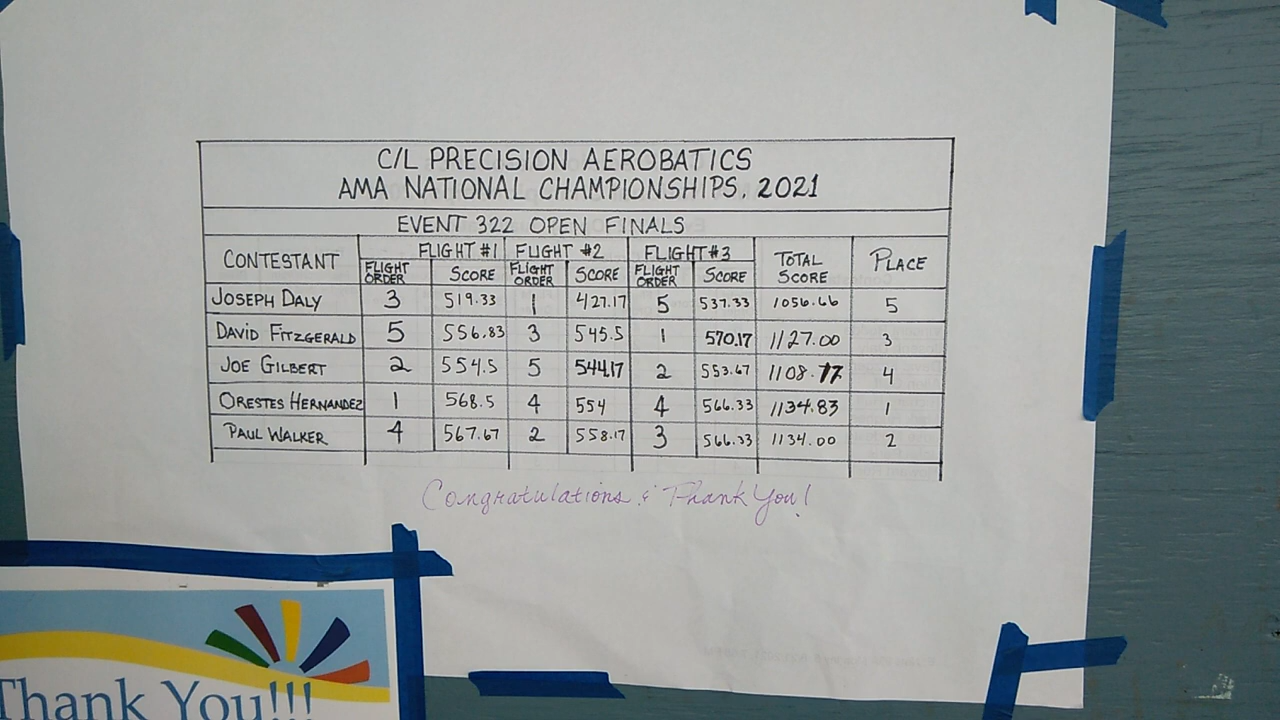 C/L PRECISION AEROBATICS
AMA NATIONAL CHAMPIONSHIPS, 2021
EVENT 322 OPEN FINALS
CONTESTANT FLIGHT #1 FLIGHT #2 FLIGHT #3 TOTAL SCORE PLACE
FLIGHT ORDER SCORE FLIGHT ORDER SCORE FLIGHT ORDER SCORE
JOSEPH DALY 3 519.33 1 427.17 5 537.33 1056.66 5
DAVID FITZGERALD 5 556.83 3 545.5 1 570.17 1127.00 3
JOE GILBERT 2 554.5 5 544.17 2 553.67 1108.17 4
ORESTES HERNANDEZ 1 568.5 4 554 4 566.33 1134.83 1
PAUL WALKER 4 567.67 2 558.17 3 566.33 1134.00 2
Congratulations & Thank You!
Thank You!!!